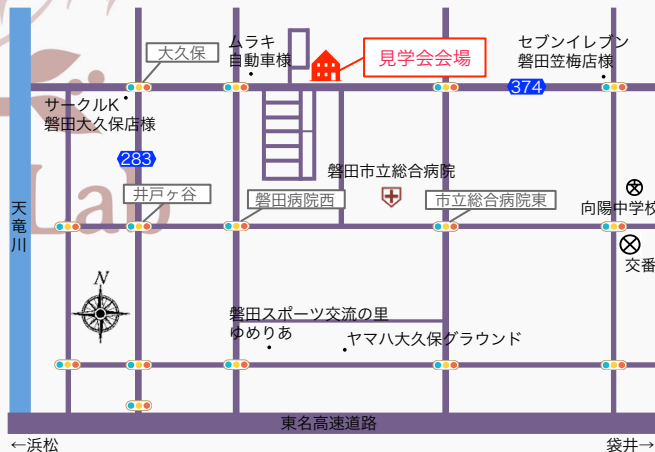 大久保
ムラキ
自動車様
見学会会場
セブンイレブン
磐田笠梅店様
374
サークルK
磐田大久保店様
283
磐田市立総合病院
井戸ヶ谷
磐田病院西
市立総合病院東
向陽中学校
交番
天竜川
Lab
N
磐田スポーツ交流の里
ゆめりあ
ヤマハ大久保グラウンド
東名高速道路
←浜松
袋井→